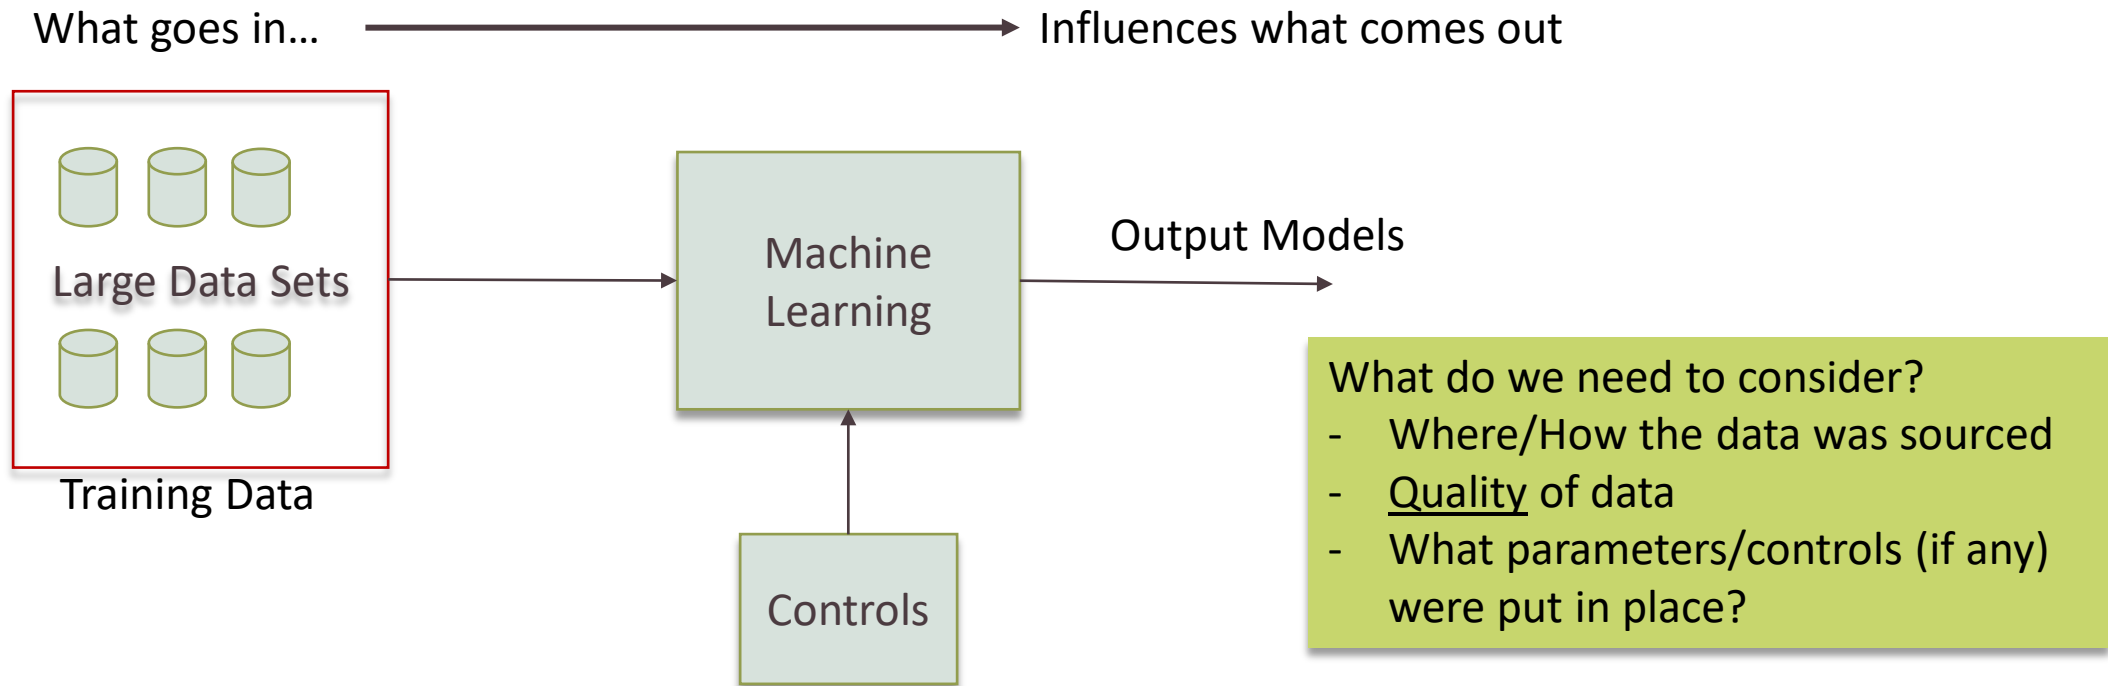 What goes in…
Influences what comes out
Large Data Sets
Training Data
Machine
Learning
Controls
Output Models
What do we need to consider?
- Where/How the data was sourced
- Quality of data
- What parameters/controls (if any)
were put in place?